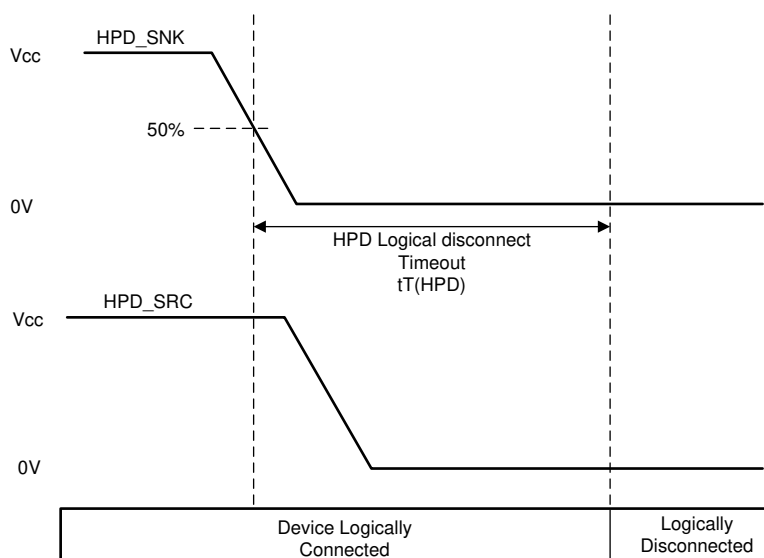 HPD_SNK
Vcc
50%
0V
HPD Logical disconnect
Timeout
tT(HPD)
HPD_SRC
Vcc
0V
Device Logically
Connected
Logically
Disconnected